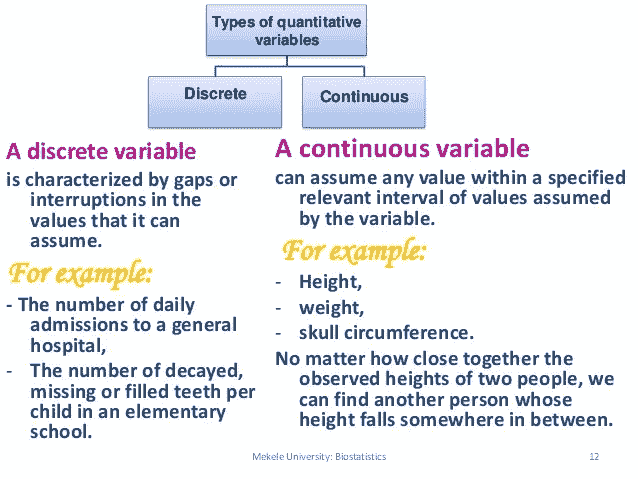 Types of quantitative
variables
Discrete
Continuous
A discrete variable
is characterized by gaps or
interruptions in the
values that it can
assume.
For example:
- The number of daily
admissions to a general
hospital,
- The number of decayed,
missing or filled teeth per
child in an elementary
school.
A continuous variable
can assume any value within a specified
relevant interval of values assumed
by the variable.
For example:
- Height,
- weight,
- skull circumference.
No matter how close together the
observed heights of two people, we
can find another person whose
height falls somewhere in between.
Mekele University: Biostatistics
12